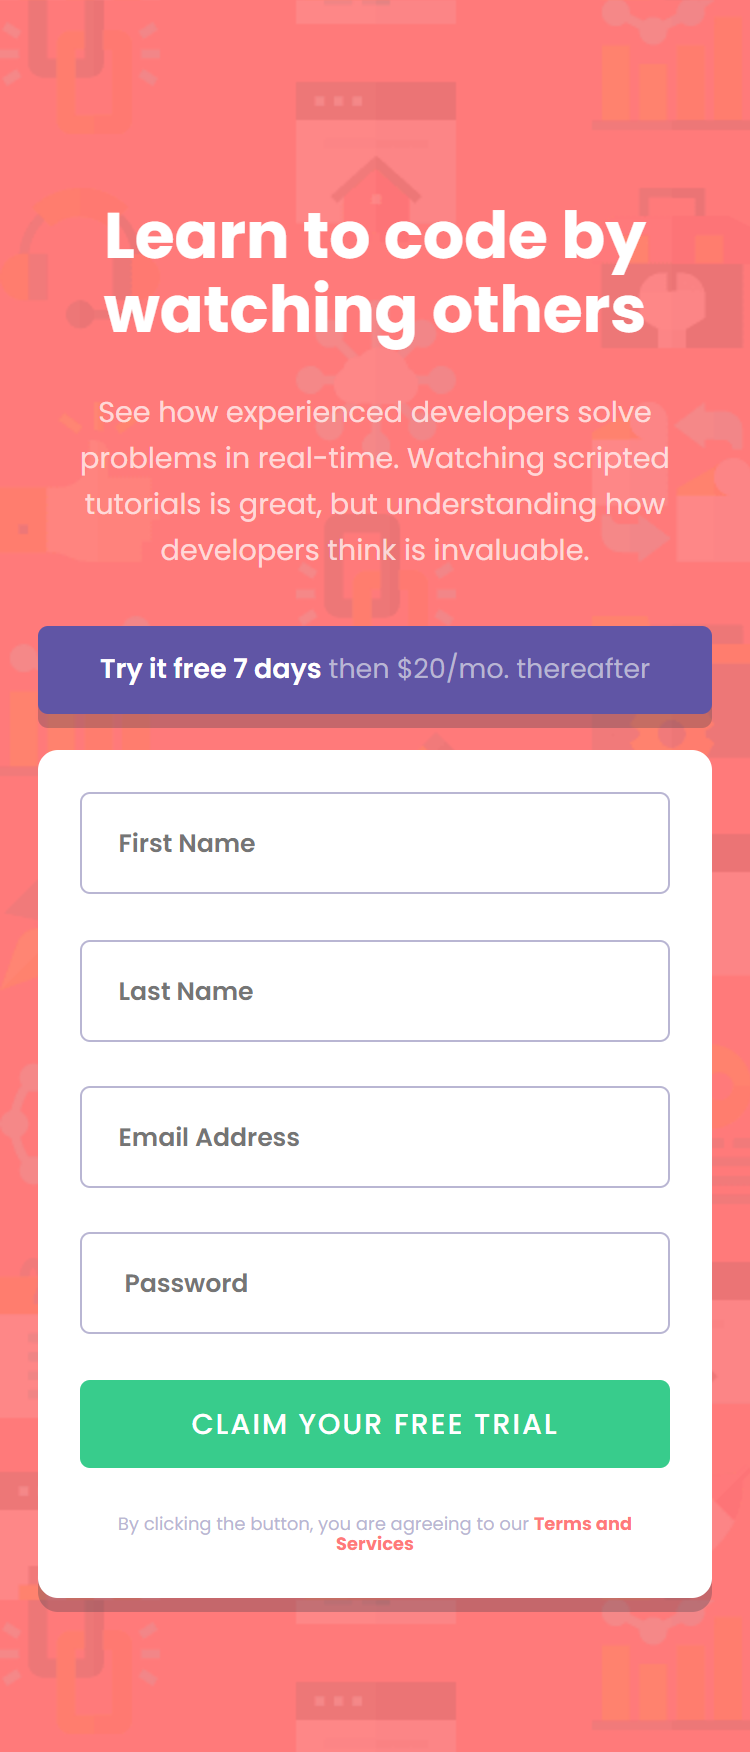 Learn to code by
watching others
See how experienced developers solve
problems in real-time. Watching scripted
tutorials is great, but understanding how
developers think is invaluable.
Try it free 7 days then $20/mo. thereafter
First Name
Last Name
Email Address
Password
CLAIM YOUR FREE TRIAL
By clicking the button, you are agreeing to our Terms and
Services